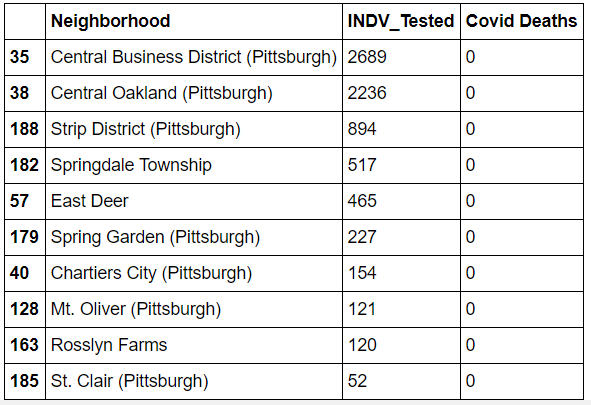 Neighborhood INDV_Tested Covid Deaths
35 Central Business District (Pittsburgh) 2689 0
38 Central Oakland (Pittsburgh) 2236 0
188 Strip District (Pittsburgh) 894 0
182 Springdale Township 517 0
57 East Deer 465 0
179 Spring Garden (Pittsburgh) 227 0
40 Chartiers City (Pittsburgh) 154 0
128 Mt. Oliver (Pittsburgh) 121 0
163 Rosslyn Farms 120 0
185 St. Clair (Pittsburgh) 52 0